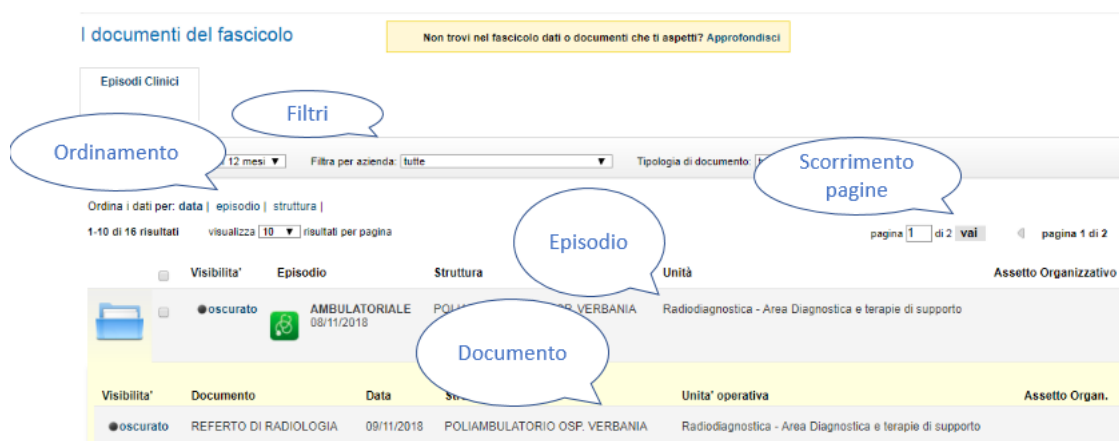 I documenti del fascicolo
Non trovi nel fascicolo dati o documenti che ti aspetti? Approfondisci
Episodi Clinici
Filtri
Ordinamento
12 mesi ▼ Filtra per azienda: tutte ▼ Tipologia di documento:
Scorrimento
pagine
Ordina i dati per: data | episodio | struttura |
1-10 di 16 risultati visualizza 10 ▼ risultati per pagina
pagina 1 di 2 vai pagina 1 di 2
Episodio
Visibilita' Episodio Struttura Unità Assetto Organizzativo
oscurato AMBULATORIALE VERBANIA Radiodiagnostica - Area Diagnostica e terapie di supporto
08/11/2018
Documento
Visibilita' Documento Data Unita' operativa Assetto Organ.
oscurato REFERTO DI RADIOLOGIA 09/11/2018 POLIAMBULATORIO OSP. VERBANIA Radiodiagnostica - Area Diagnostica e terapie di supporto